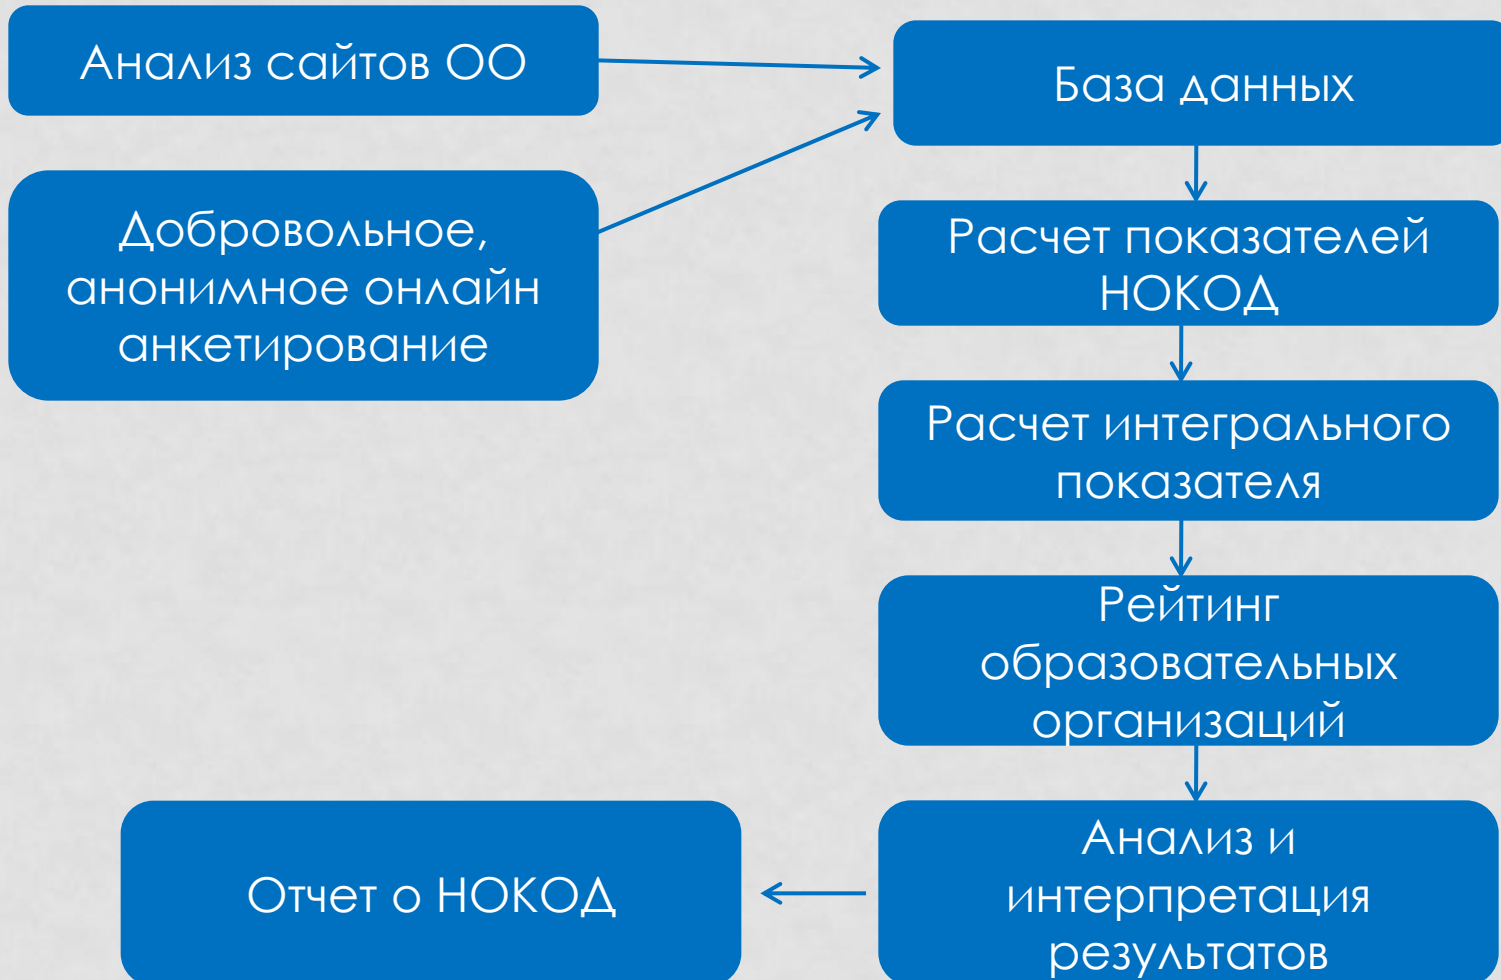 Анализ сайтов ОО
База данных
Добровольное,
анонимное онлайн
анкетирование
Расчет показателей
НОКОД
Расчет интегрального
показателя
Рейтинг
образовательных
организаций
Анализ и
интерпретация
результатов
Отчет о НОКОД